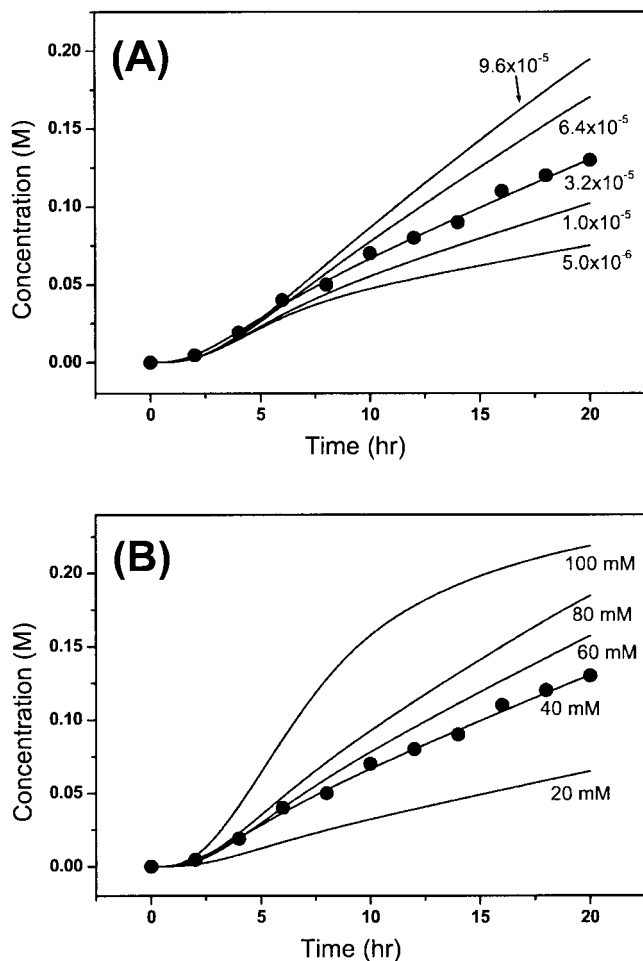 (A)
Concentration (M)
0.20
0.15
0.10
0.05
0.00
9.6x10⁻⁵
6.4x10⁻⁵
3.2x10⁻⁵
1.0x10⁻⁵
5.0x10⁻⁶
0 5 10 15 20
Time (hr)
(B)
Concentration (M)
0.20
0.15
0.10
0.05
0.00
100 mM
80 mM
60 mM
40 mM
20 mM
0 5 10 15 20
Time (hr)